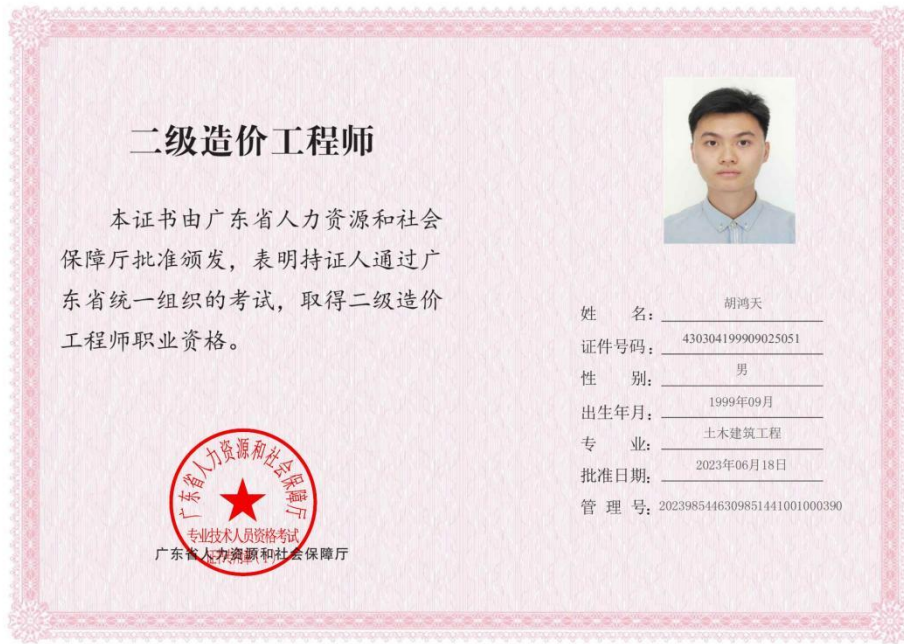 二级造价工程师
本证书由广东省人力资源和社会
保障厅批准颁发，表明持证人通过广
东省统一组织的考试，取得二级造价
工程师职业资格。
广东省人力资源和社会保障厅
专业技术人员资格考试
广东省人力资源和社会保障厅
姓 名： 胡鸿天
证件号码： 430304199909025051
性 别： 男
出生年月： 1999年09月
专 业： 土木建筑工程
批准日期： 2023年06月18日
管 理 号： 20239854463098514410010003​90